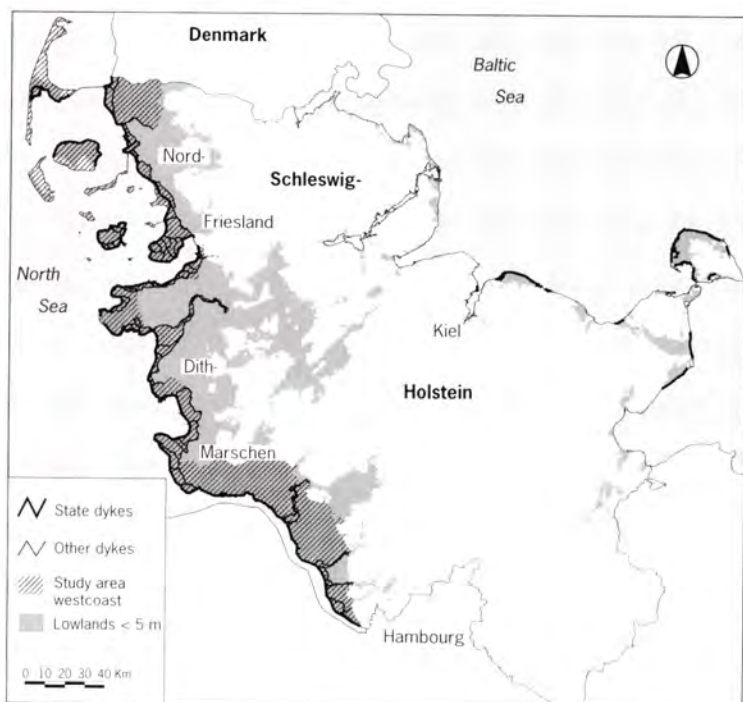 Denmark
Baltic
Sea
Nord-
Schleswig-
Friesland
North
Sea
Kiel
Dith-
Holstein
Marschen
State dykes
Other dykes
Study area
westcoast
Lowlands < 5 m
Hambourg
0 10 20 30 40 Km